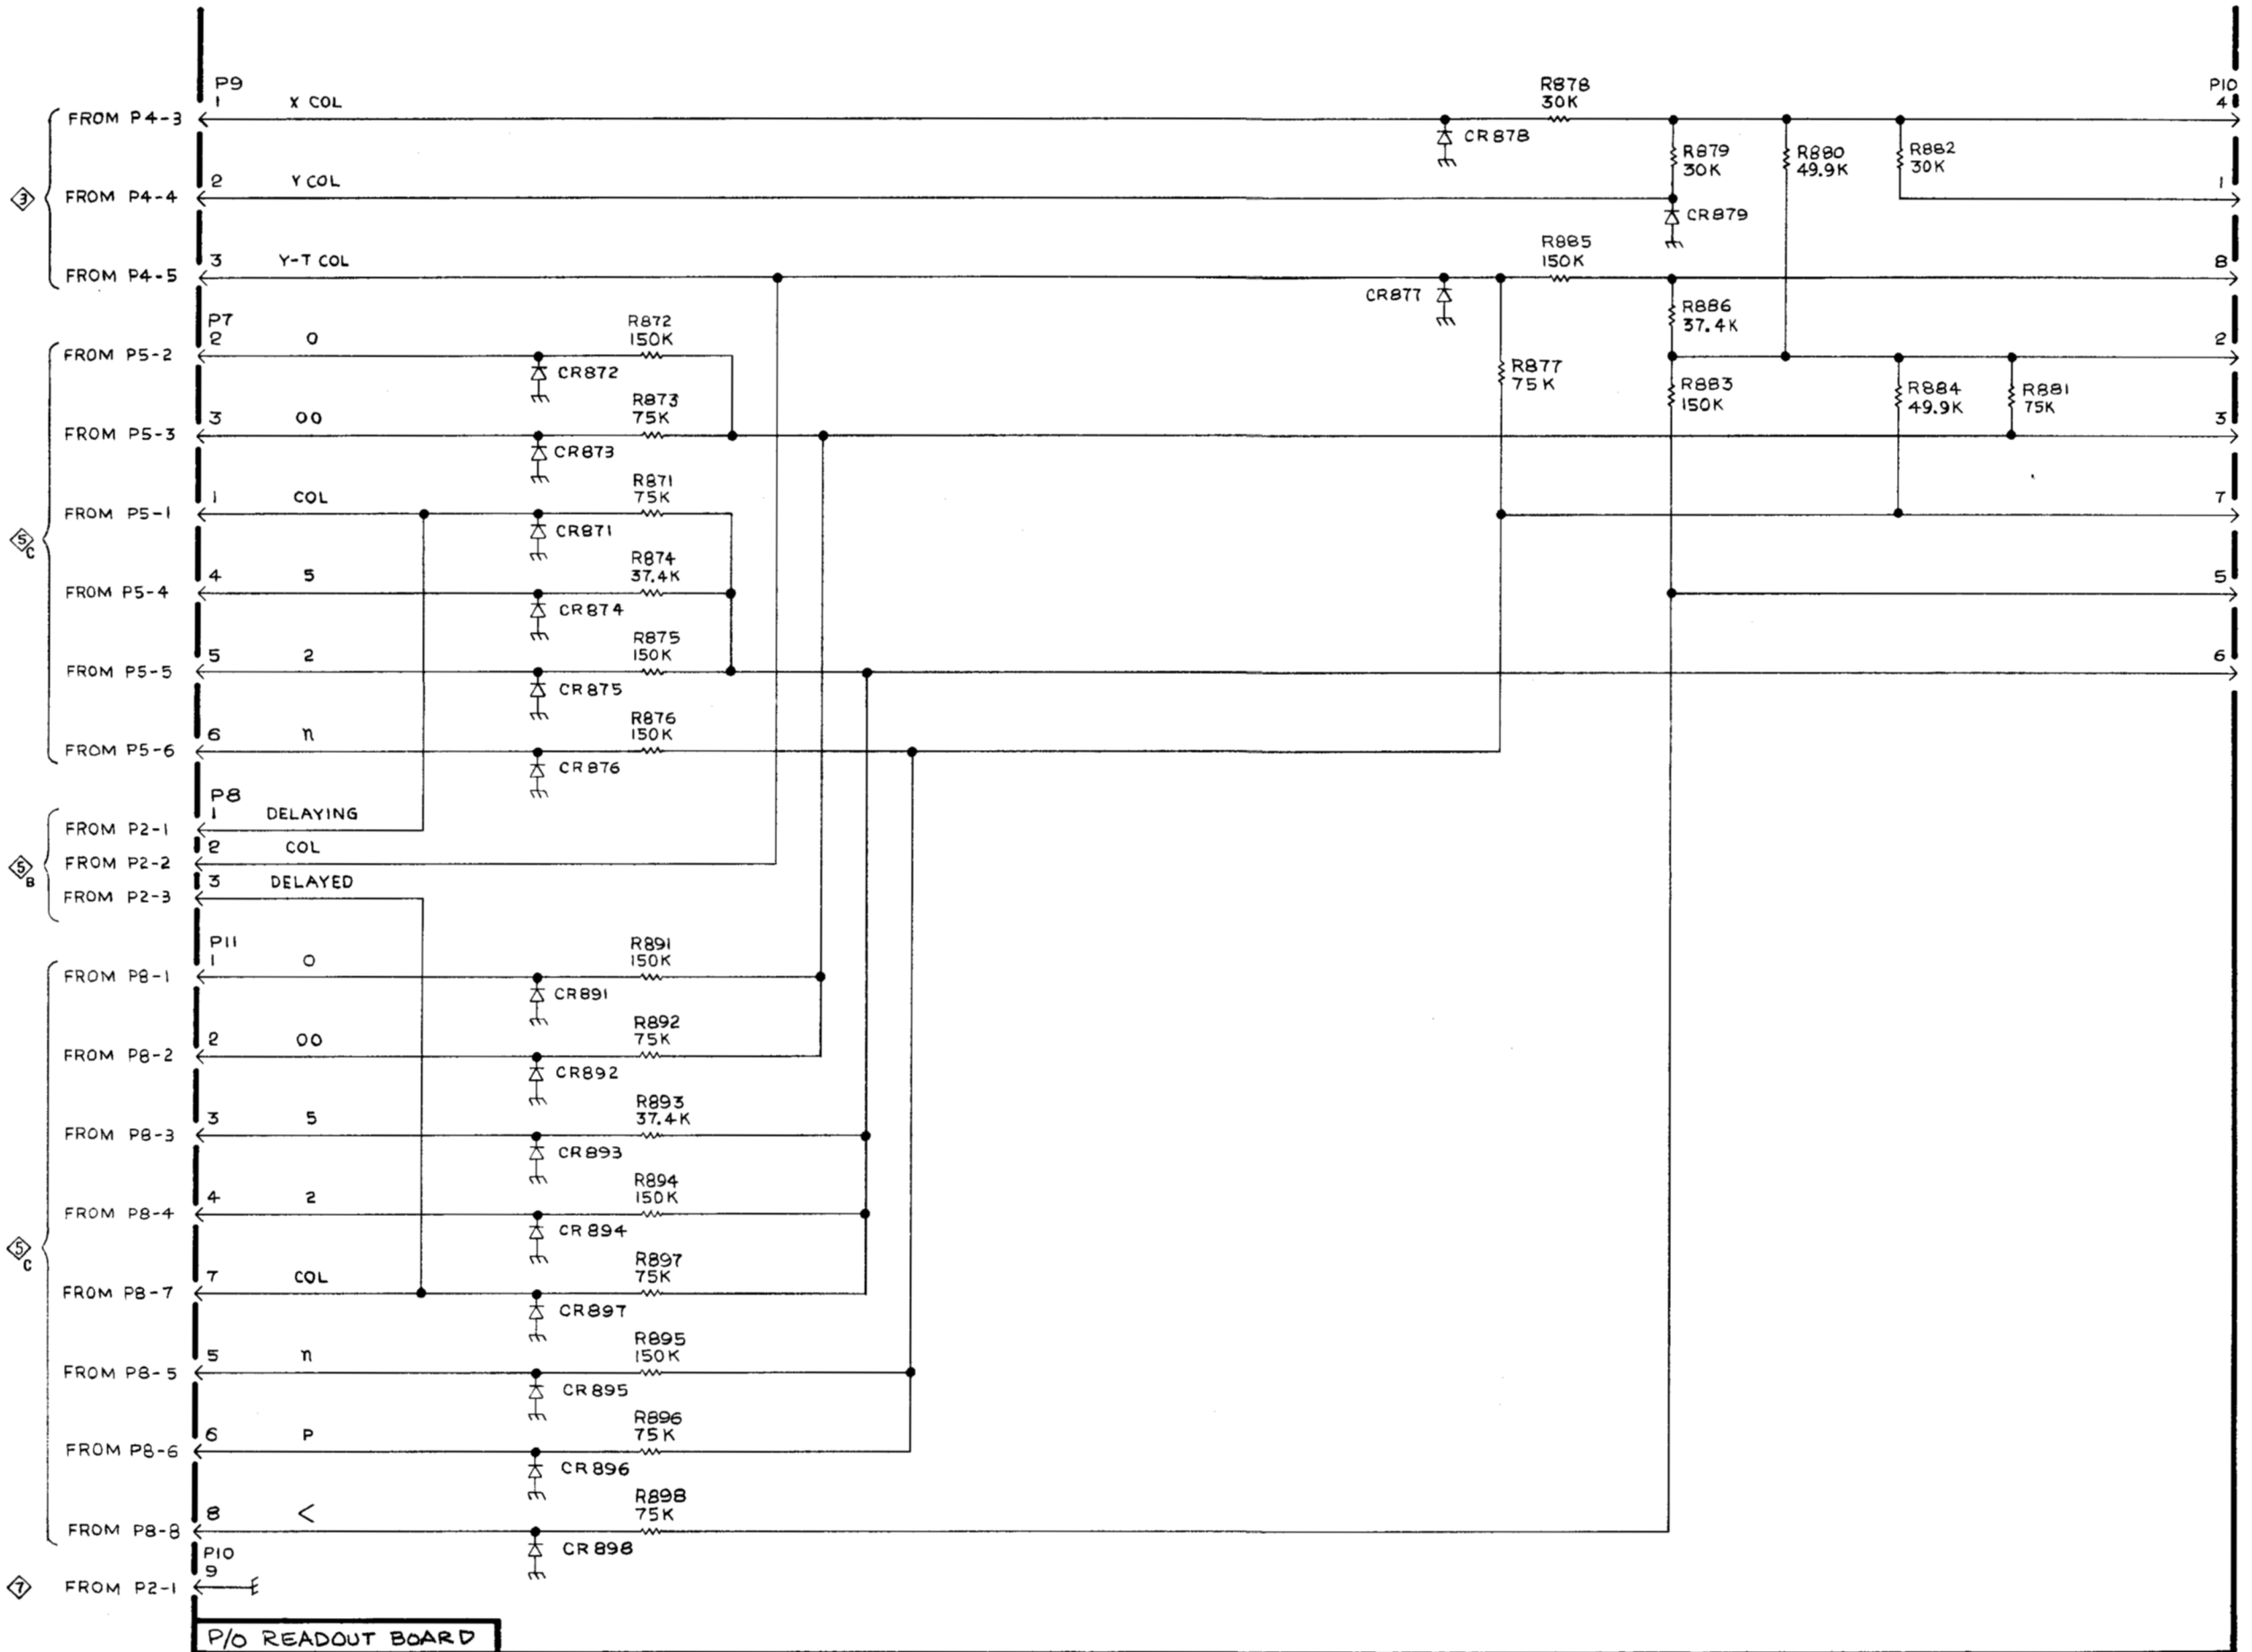 P9
1 X COL
FROM P4-3
R878
30K
CR878
P10
4
R879
30K
R880
49.9K
R882
30K
2 Y COL
FROM P4-4
CR879
1
3
3 Y-T COL
FROM P4-5
R885
150K
CR877
8
R886
37.4K
P7
2 O
FROM P5-2
R872
150K
CR872
2
R877
75K
R883
150K
R884
49.9K
R881
75K
3 OO
FROM P5-3
R873
75K
CR873
3
1 COL
FROM P5-1
R871
75K
CR871
7
5
C
4 5
FROM P5-4
R874
37.4K
CR874
5
5 2
FROM P5-5
R875
150K
CR875
6
6 n
FROM P5-6
R876
150K
CR876
P8
1 DELAYING
FROM P2-1
2 COL
FROM P2-2
5
B
3 DELAYED
FROM P2-3
P11
1 O
FROM P8-1
R891
150K
CR891
2 OO
FROM P8-2
R892
75K
CR892
3 5
FROM P8-3
R893
37.4K
CR893
4 2
FROM P8-4
R894
150K
CR894
5
C
7 COL
FROM P8-7
R897
75K
CR897
5 n
FROM P8-5
R895
150K
CR895
6 P
FROM P8-6
R896
75K
CR896
8 <
FROM P8-8
R898
75K
CR898
P10
9
7 FROM P2-1
P/O READOUT BOARD